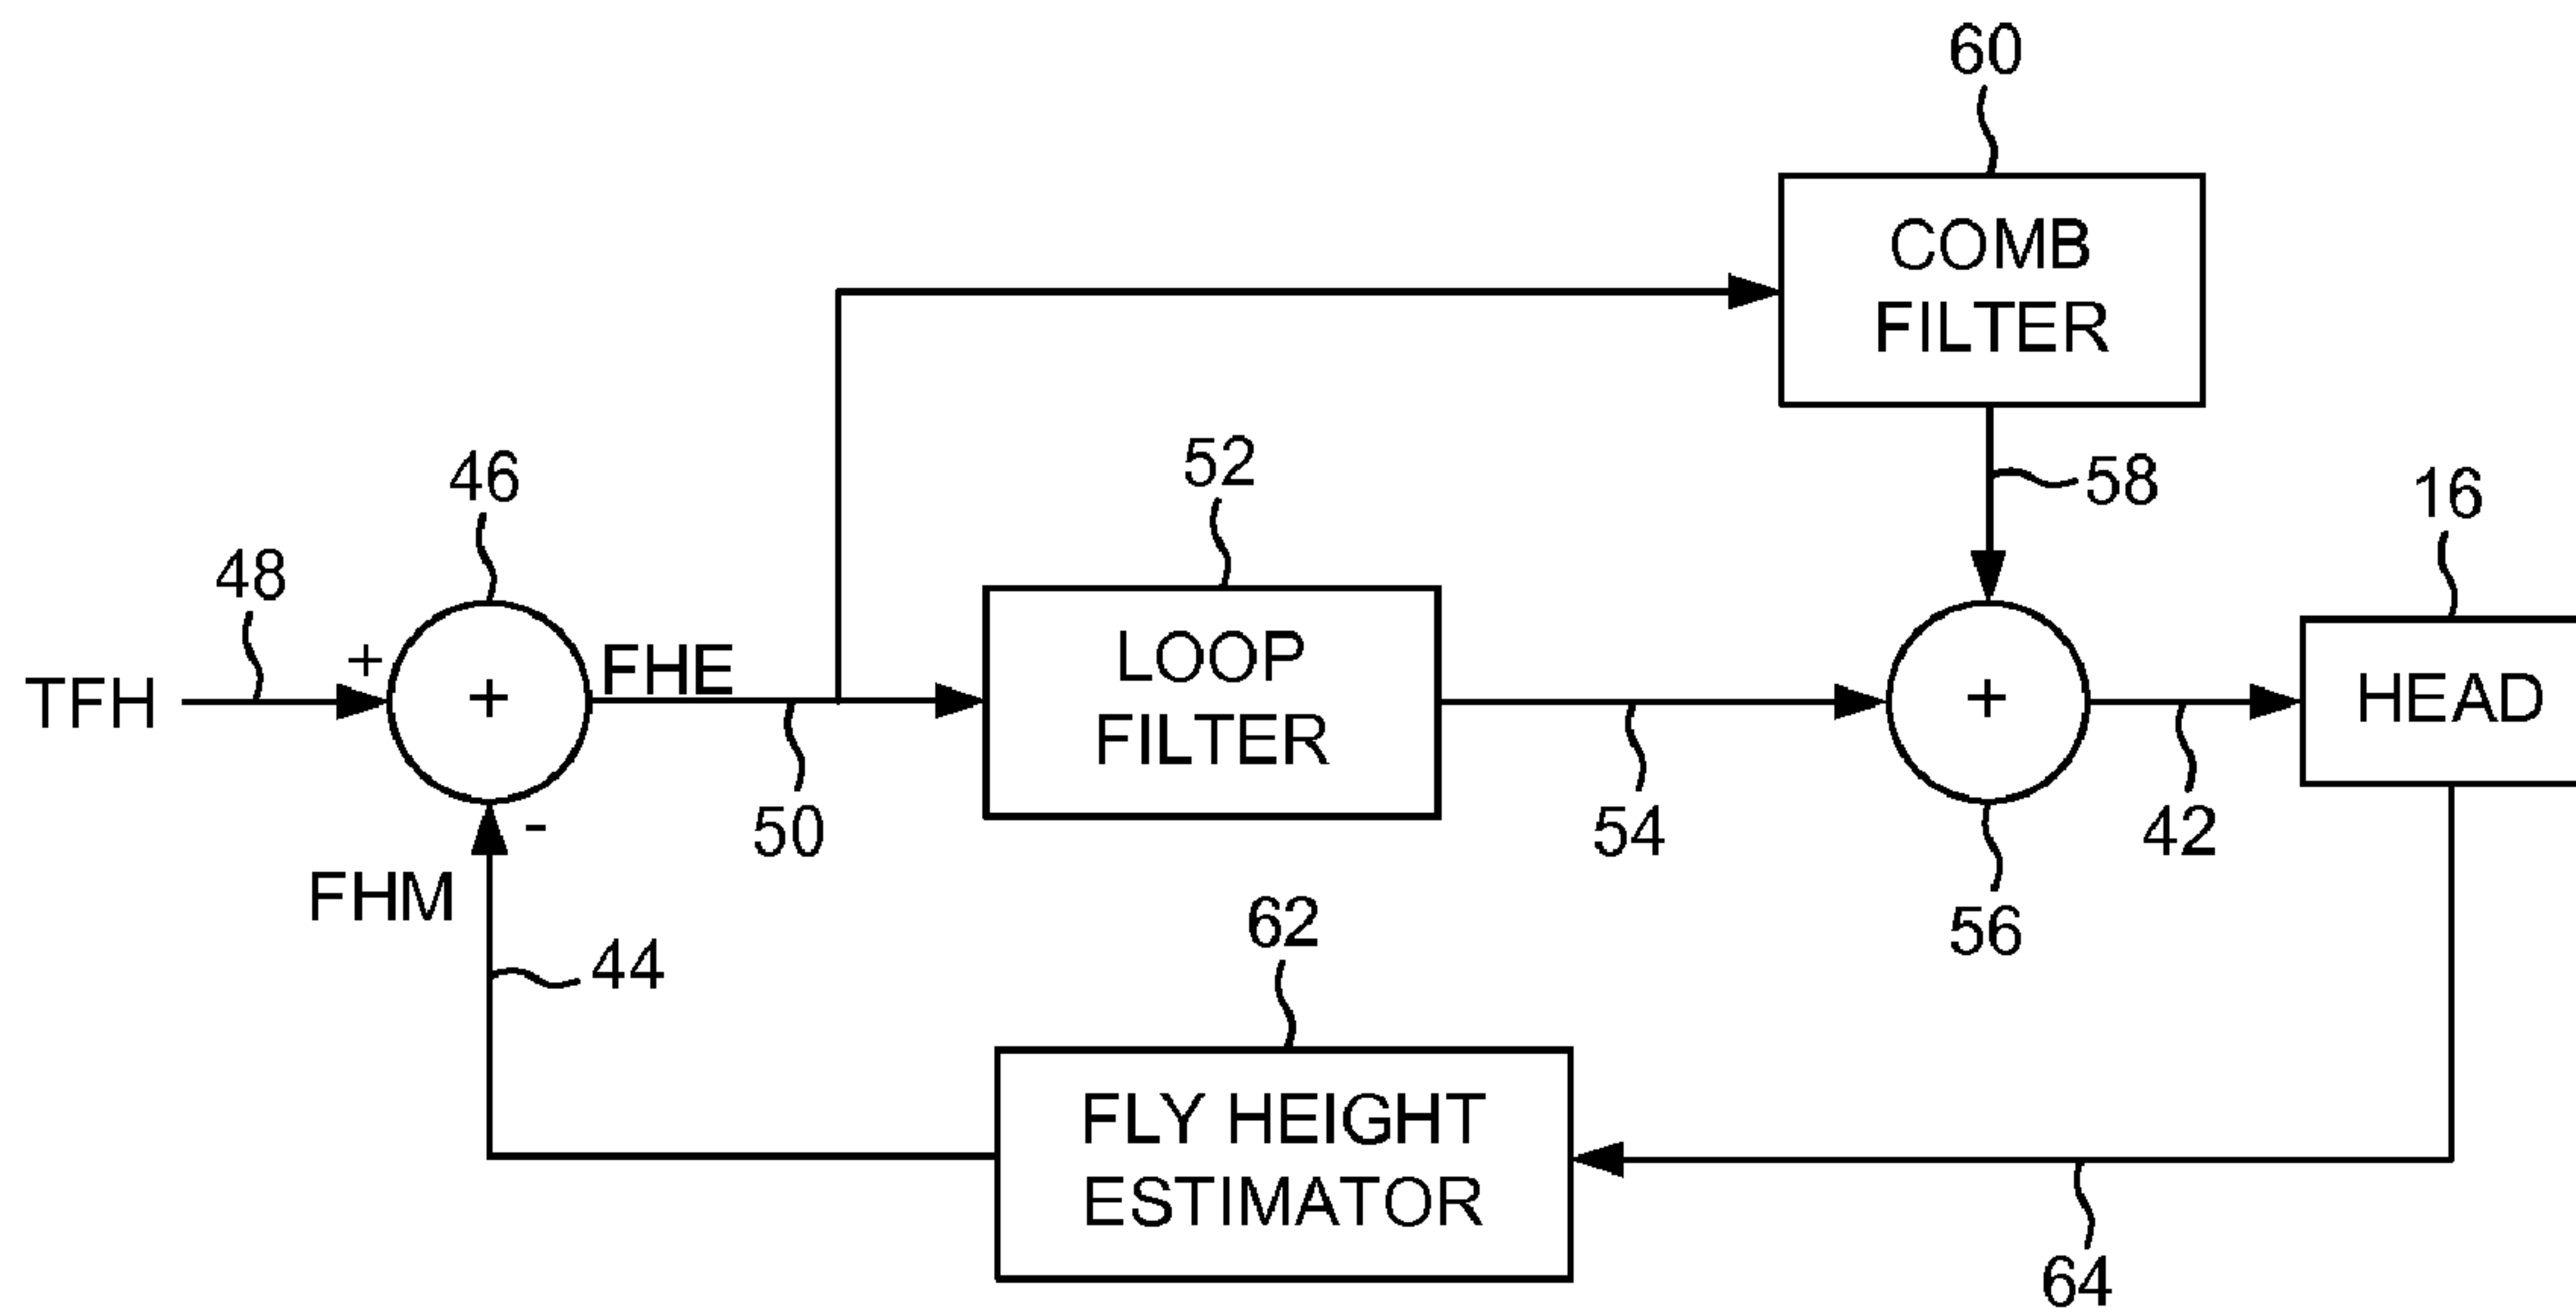 60
COMB
FILTER
58
46
52
16
48
+
TFH
+
FHE
LOOP
FILTER
+
HEAD
-
50
54
42
56
FHM
44
62
FLY HEIGHT
ESTIMATOR
64